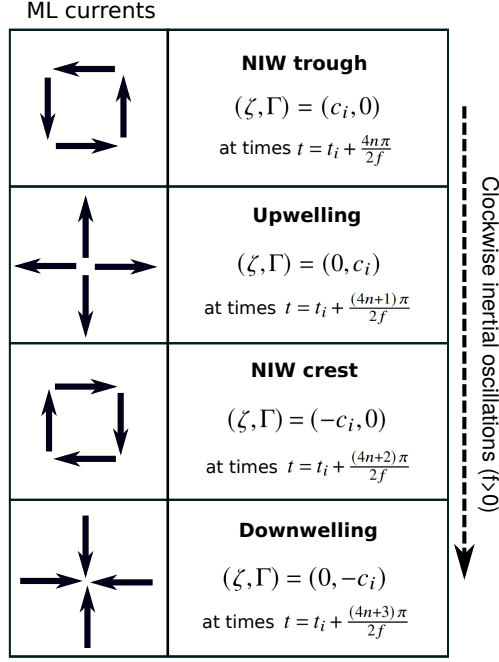 ML currents
NIW trough
(ζ, Γ) = (c_i, 0)
at times t = t_i + 4nπ/2f
Upwelling
(ζ, Γ) = (0, c_i)
at times t = t_i + (4n+1)π/2f
NIW crest
(ζ, Γ) = (−c_i, 0)
at times t = t_i + (4n+2)π/2f
Downwelling
(ζ, Γ) = (0, −c_i)
at times t = t_i + (4n+3)π/2f
Clockwise inertial oscillations (f>0)